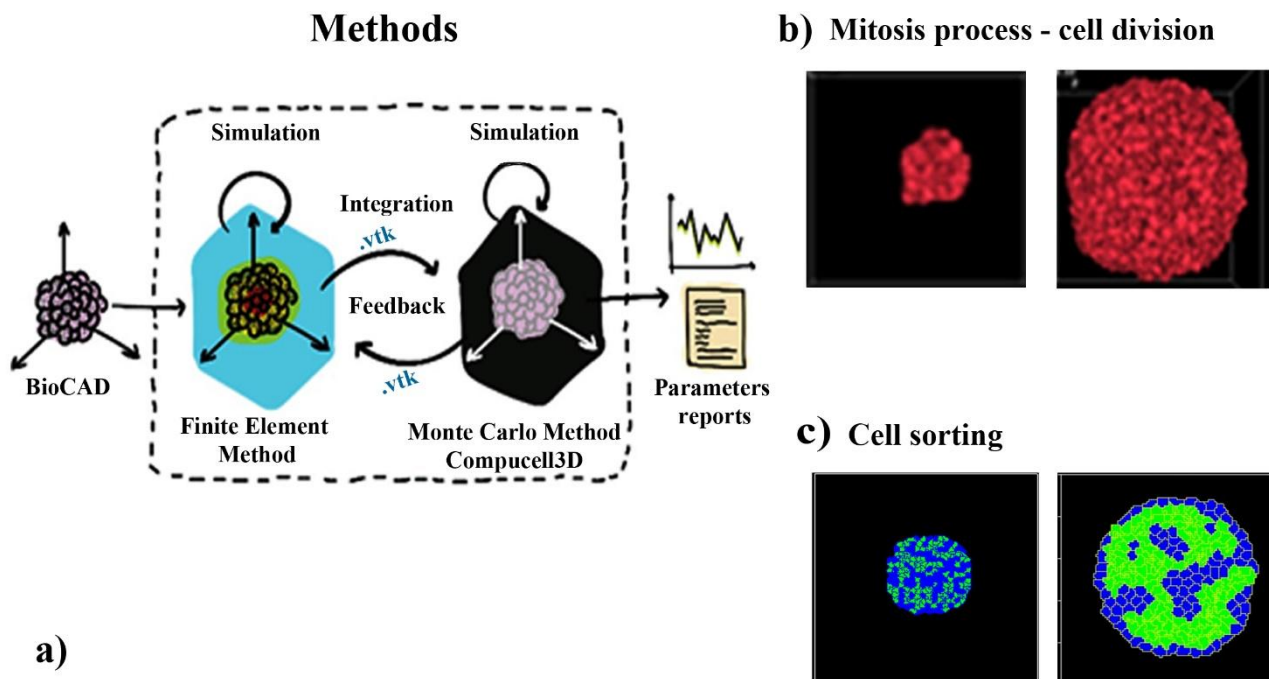 Methods
Simulation
Simulation
Integration
.vtk
Feedback
.vtk
BioCAD
Finite Element
Method
Monte Carlo Method
Compucell3D
Parameters
reports
a)
b) Mitosis process - cell division
c) Cell sorting